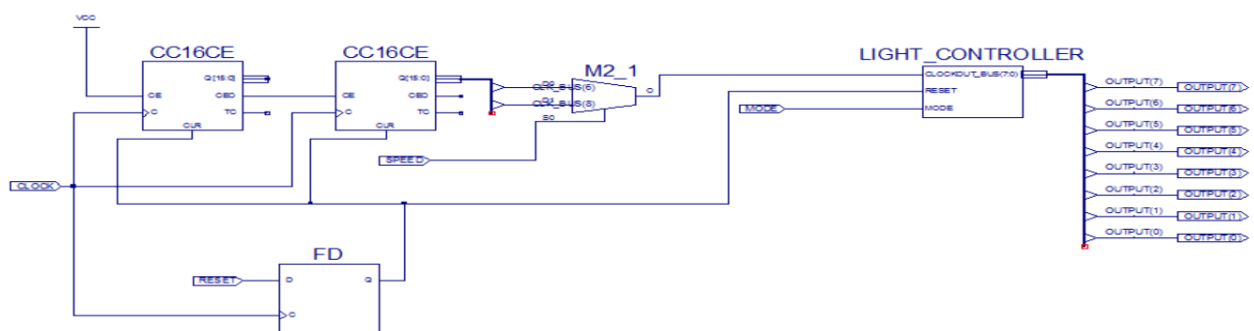 VCC
CC16CE
Q[15:0]
CE
CEO
C
TC
CLR
CC16CE
Q[15:0]
CE
CEO
C
TC
CLR
M2_1
D0
CLK_BUS(6)
D1
CLK_BUS(8)
S0
O
SPEED
LIGHT_CONTROLLER
CLOCKOUT_BUS(7:0)
RESET
MODE
MODE
OUTPUT(7) OUTPUT(7)
OUTPUT(6) OUTPUT(6)
OUTPUT(5) OUTPUT(5)
OUTPUT(4) OUTPUT(4)
OUTPUT(3) OUTPUT(3)
OUTPUT(2) OUTPUT(2)
OUTPUT(1) OUTPUT(1)
OUTPUT(0) OUTPUT(0)
CLOCK
FD
RESET
D
Q
C